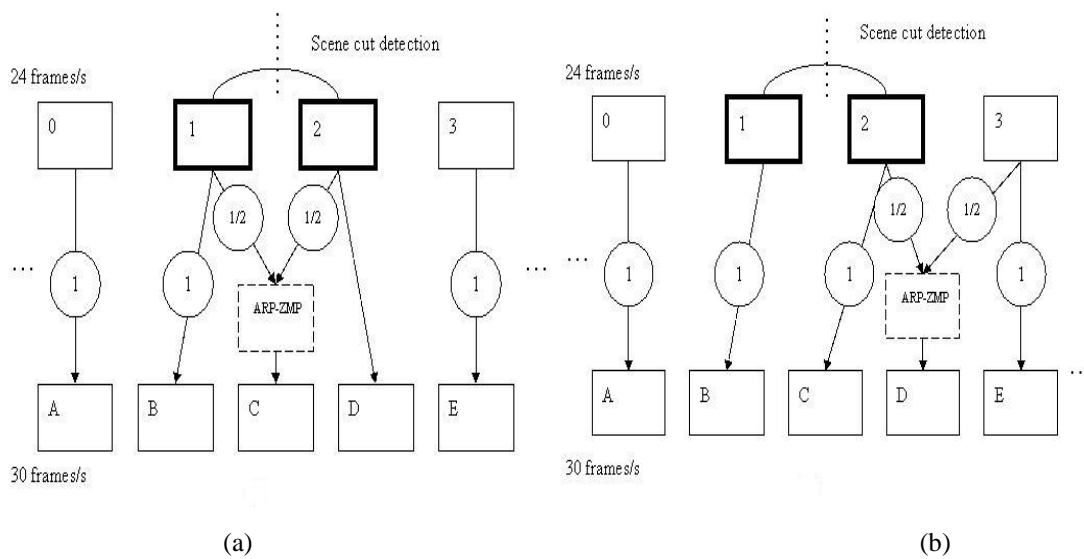 Scene cut detection
24 frames/s
0
1
2
3
1/2
1/2
...
1
1
1
...
ARP-ZMP
A
B
C
D
E
30 frames/s
(a)
Scene cut detection
24 frames/s
0
1
2
3
1/2
1/2
...
1
1
1
1
ARP-ZMP
A
B
C
D
E
...
30 frames/s
(b)